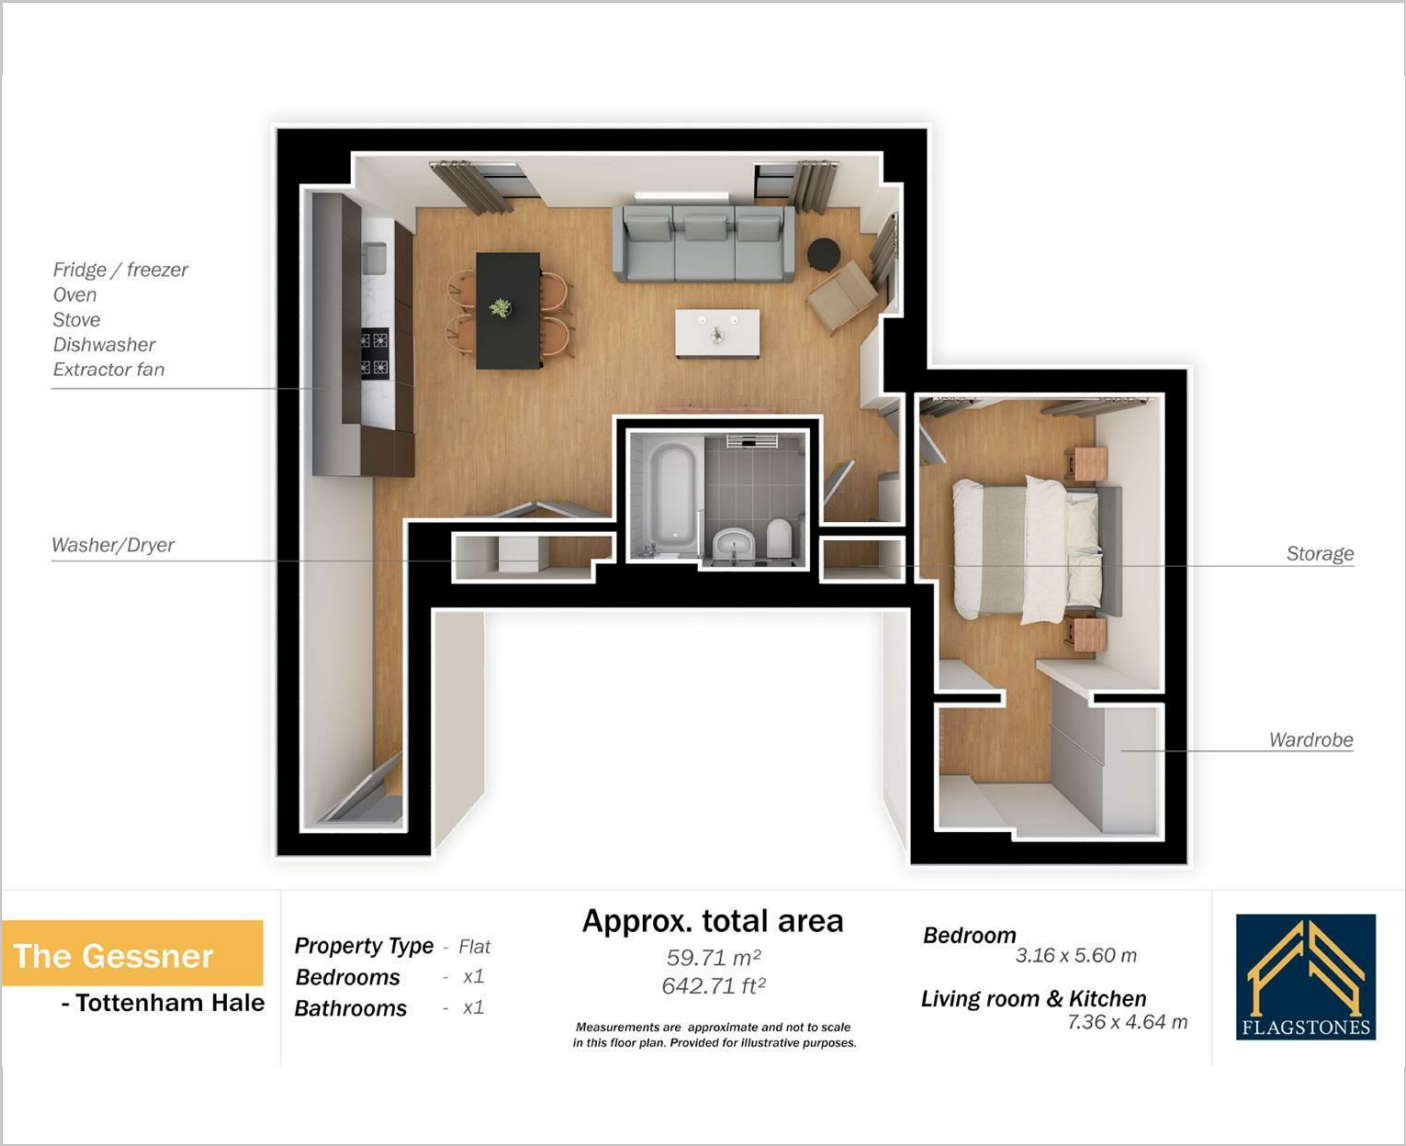 Fridge / freezer
Oven
Stove
Dishwasher
Extractor fan
Washer/Dryer
Storage
Wardrobe
The Gessner
- Tottenham Hale
Property Type - Flat
Bedrooms - x1
Bathrooms - x1
Approx. total area
59.71 m²
642.71 ft²
Measurements are approximate and not to scale
in this floor plan. Provided for illustrative purposes.
Bedroom
3.16 x 5.60 m
Living room & Kitchen
7.36 x 4.64 m
FLAGSTONES